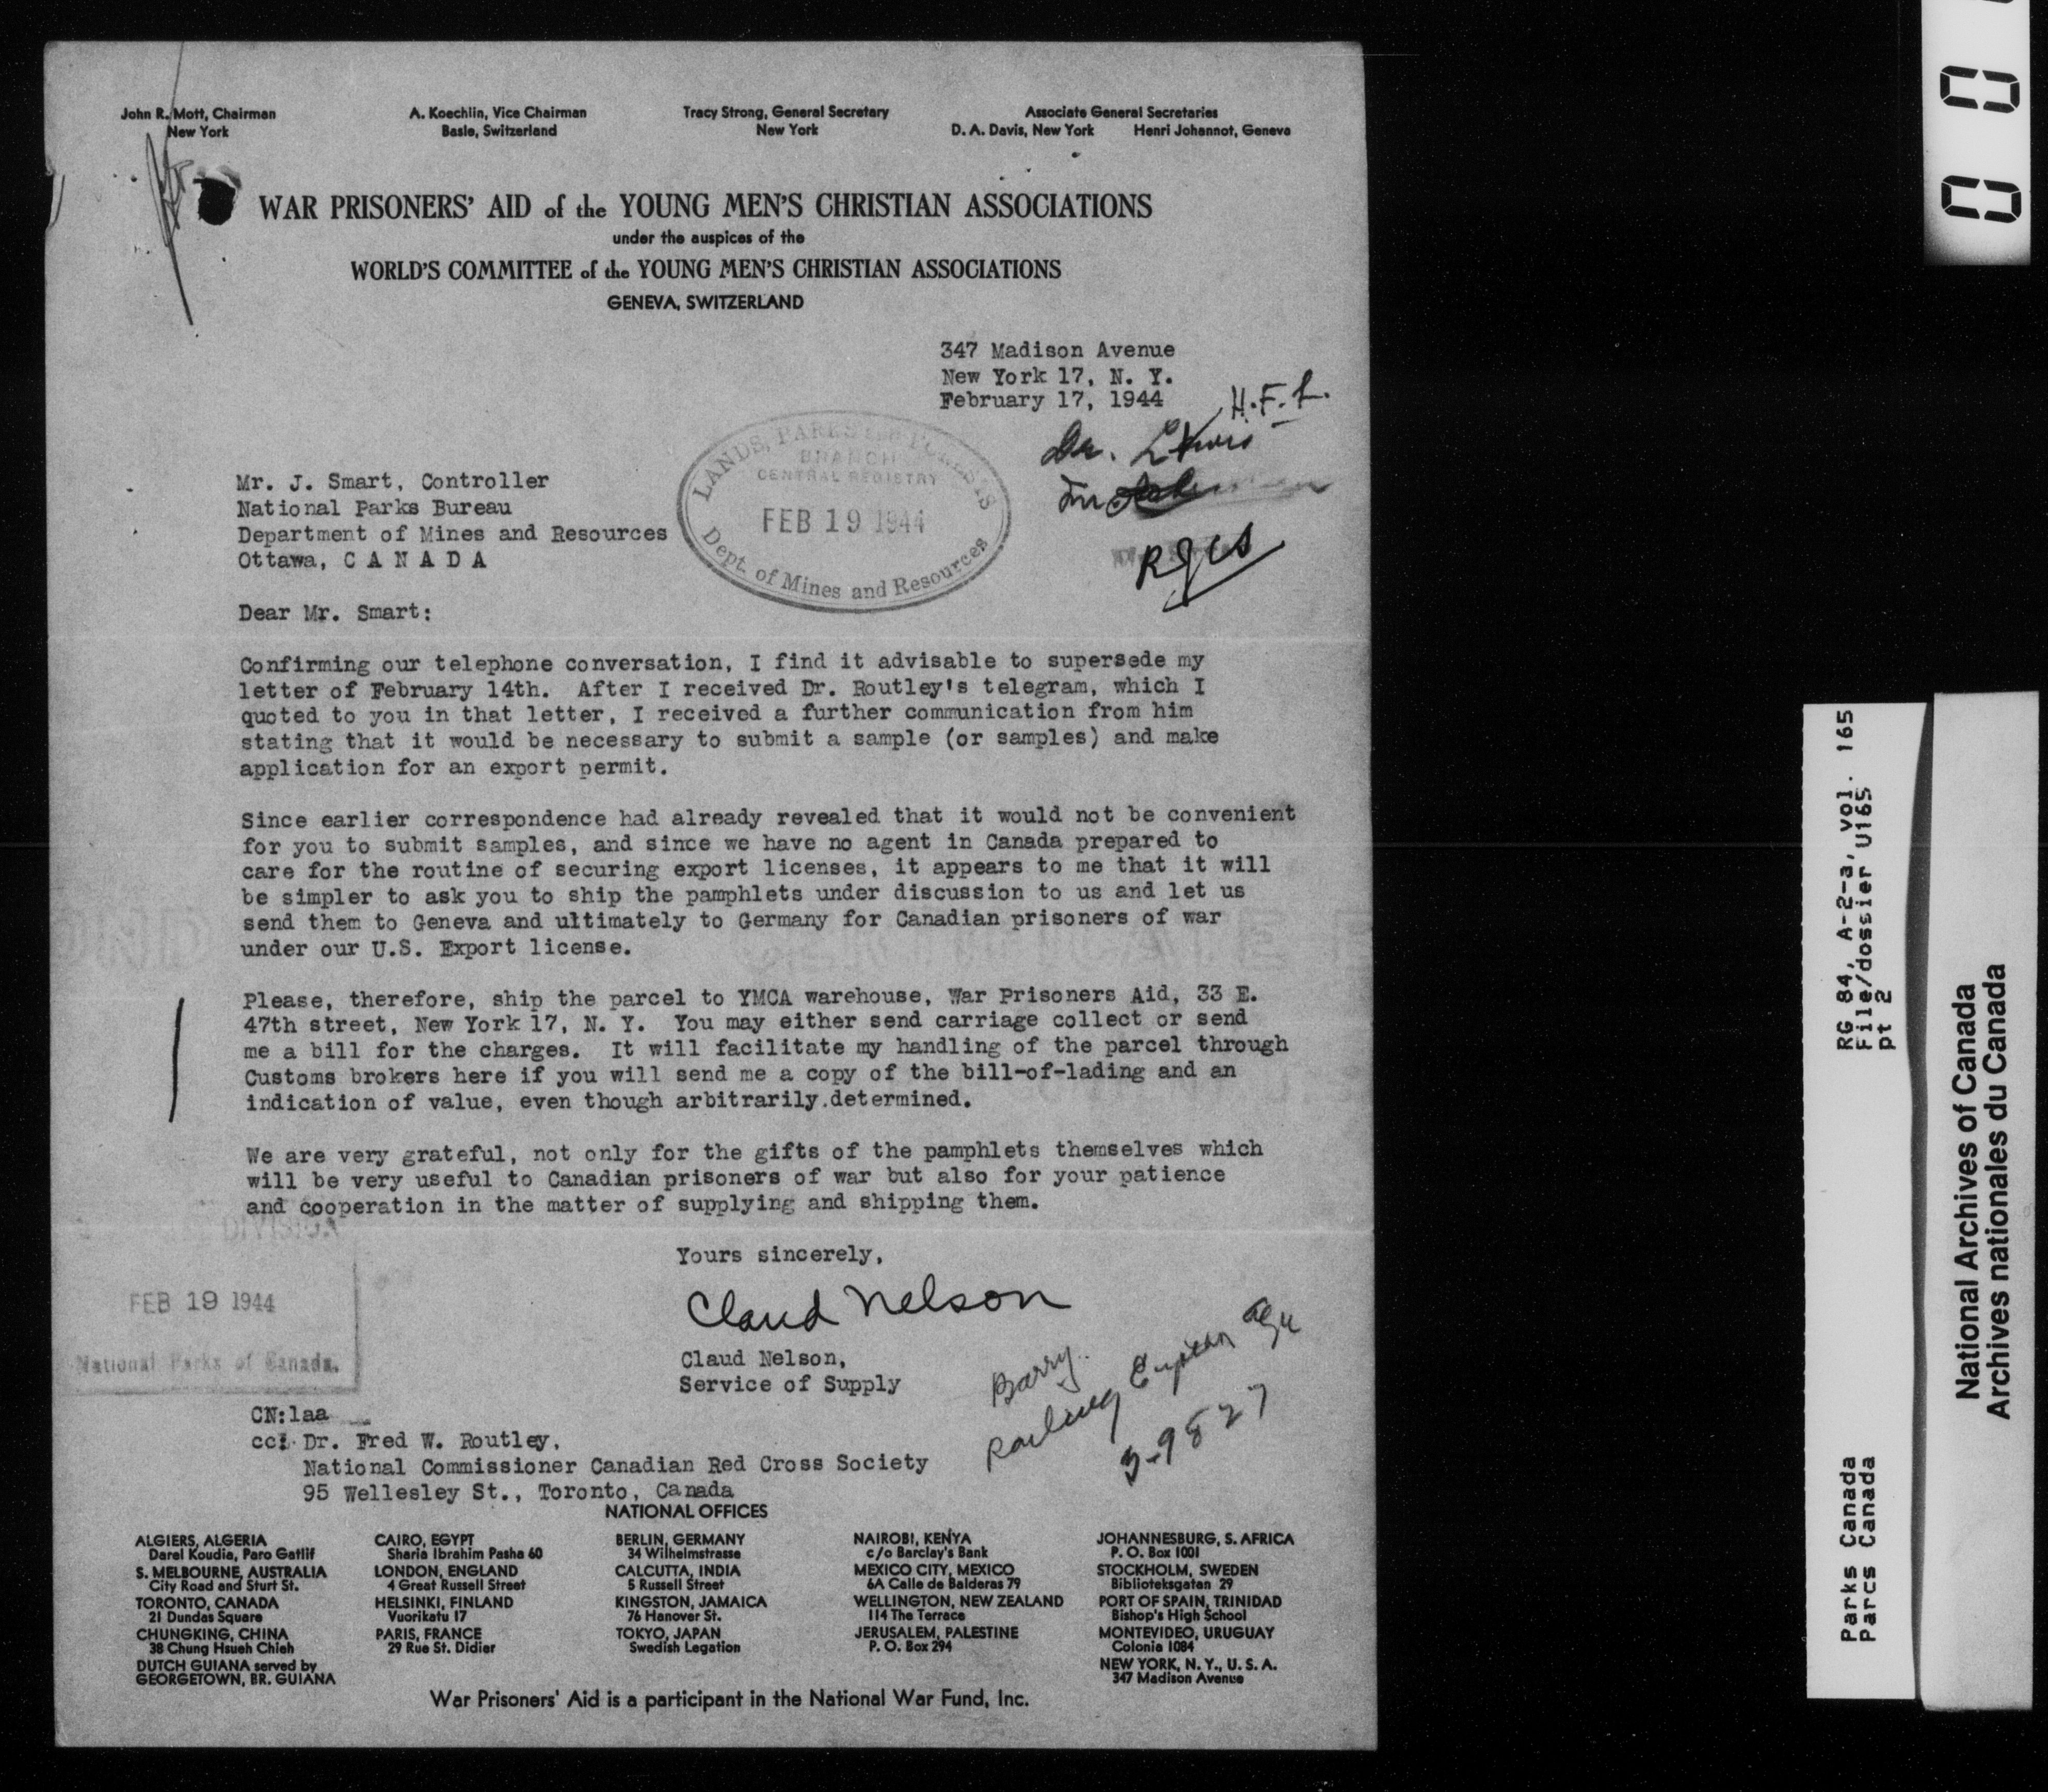 John R. Mott, Chairman
New York
A. Koechlin, Vice Chairman
Basle, Switzerland
Tracy Strong, General Secretary
New York
Associate General Secretaries
D. A. Davis, New York Henri Johannot, Geneva
WAR PRISONERS' AID of the YOUNG MEN'S CHRISTIAN ASSOCIATIONS
under the auspices of the
WORLD'S COMMITTEE of the YOUNG MEN'S CHRISTIAN ASSOCIATIONS
GENEVA, SWITZERLAND
347 Madison Avenue
New York 17, N. Y.
February 17, 1944
H.F.L.
Dr. Lewis
LANDS, PARKS AND FORESTS
BRANCH
CENTRAL REGISTRY
FEB 19 1944
Dept. of Mines and Resources
Mr. J. Smart, Controller
National Parks Bureau
Department of Mines and Resources
Ottawa, C A N A D A
Dear Mr. Smart:
Confirming our telephone conversation, I find it advisable to supersede my
letter of February 14th. After I received Dr. Routley's telegram, which I
quoted to you in that letter, I received a further communication from him
stating that it would be necessary to submit a sample (or samples) and make
application for an export permit.
Since earlier correspondence had already revealed that it would not be convenient
for you to submit samples, and since we have no agent in Canada prepared to
care for the routine of securing export licenses, it appears to me that it will
be simpler to ask you to ship the pamphlets under discussion to us and let us
send them to Geneva and ultimately to Germany for Canadian prisoners of war
under our U.S. Export license.
Please, therefore, ship the parcel to YMCA warehouse, War Prisoners Aid, 33 E.
47th street, New York 17, N. Y. You may either send carriage collect or send
me a bill for the charges. It will facilitate my handling of the parcel through
Customs brokers here if you will send me a copy of the bill-of-lading and an
indication of value, even though arbitrarily.determined.
We are very grateful, not only for the gifts of the pamphlets themselves which
will be very useful to Canadian prisoners of war but also for your patience
and cooperation in the matter of supplying and shipping them.
Yours sincerely,
Claud Nelson
Claud Nelson,
Service of Supply
DIVISION
FEB 19 1944
National Parks of Canada.
Barry.
3-9827
CN:laa
cc: Dr. Fred W. Routley,
National Commissioner Canadian Red Cross Society
95 Wellesley St., Toronto, Canada
NATIONAL OFFICES
ALGIERS, ALGERIA
Darel Koudia, Paro Gatlif
S. MELBOURNE, AUSTRALIA
City Road and Sturt St.
TORONTO, CANADA
21 Dundas Square
CHUNGKING, CHINA
38 Chung Hsueh Chieh
DUTCH GUIANA served by
GEORGETOWN, BR. GUIANA
CAIRO, EGYPT
Sharia Ibrahim Pasha 60
LONDON, ENGLAND
4 Great Russell Street
HELSINKI, FINLAND
Vuorikatu 17
PARIS, FRANCE
29 Rue St. Didier
BERLIN, GERMANY
34 Wilhelmstrasse
CALCUTTA, INDIA
5 Russell Street
KINGSTON, JAMAICA
76 Hanover St.
TOKYO, JAPAN
Swedish Legation
NAIROBI, KENYA
c/o Barclay's Bank
MEXICO CITY, MEXICO
6A Calle de Balderas 79
WELLINGTON, NEW ZEALAND
114 The Terrace
JERUSALEM, PALESTINE
P. O. Box 294
JOHANNESBURG, S. AFRICA
P. O. Box 1001
STOCKHOLM, SWEDEN
Biblioteksgatan 29
PORT OF SPAIN, TRINIDAD
Bishop's High School
MONTEVIDEO, URUGUAY
Colonia 1084
NEW YORK, N. Y., U. S. A.
347 Madison Avenue
War Prisoners' Aid is a participant in the National War Fund, Inc.
RG 84, A-2-a, vol. 165
File/dossier U165
pt 2
Parks Canada
Parcs Canada
National Archives of Canada
Archives nationales du Canada